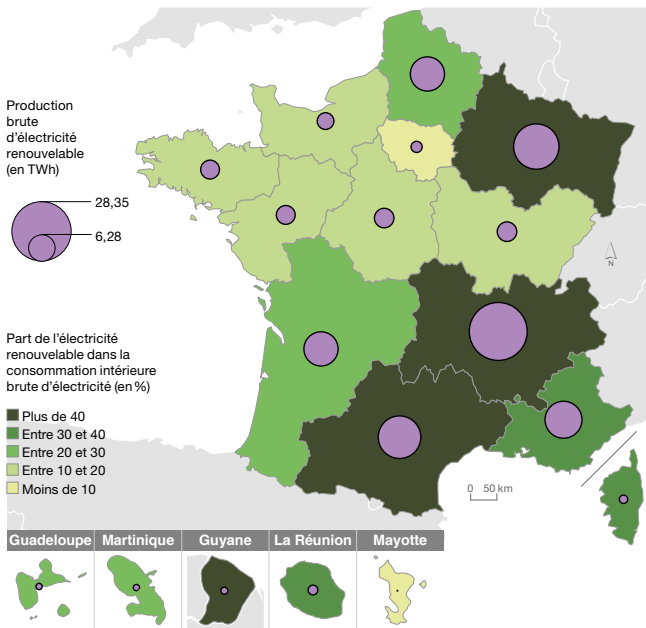 Production
brute
d'électricité
renouvelable
(en TWh)
28,35
6,28
Part de l'électricité
renouvelable dans la
consommation intérieure
brute d'électricité (en %)
Plus de 40
Entre 30 et 40
Entre 20 et 30
Entre 10 et 20
Moins de 10
N
0 50 km
Guadeloupe Martinique Guyane La Réunion Mayotte